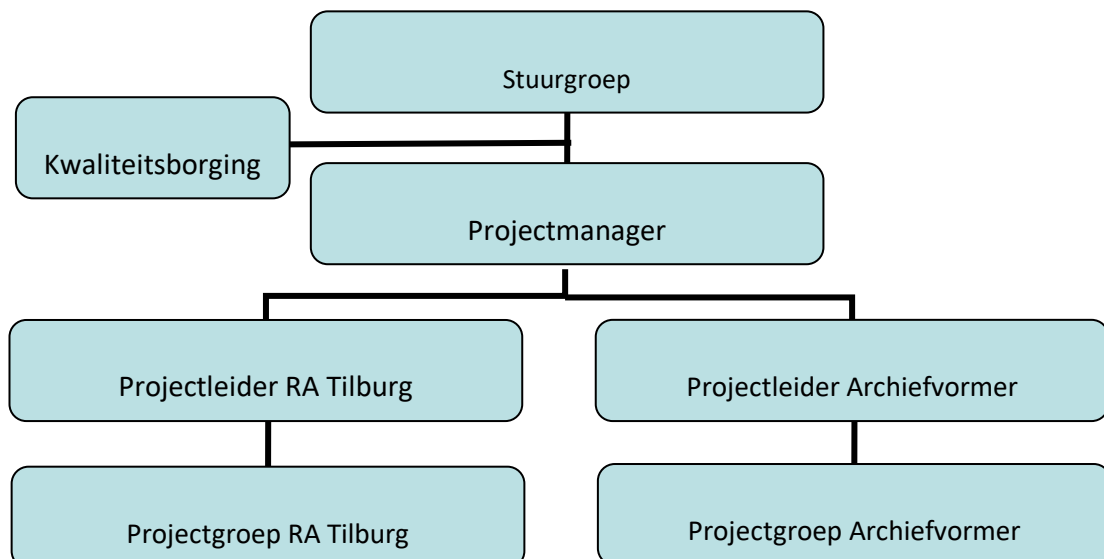 Stuurgroep
Kwaliteitsborging
Projectmanager
Projectleider RA Tilburg
Projectleider Archiefvormer
Projectgroep RA Tilburg
Projectgroep Archiefvormer